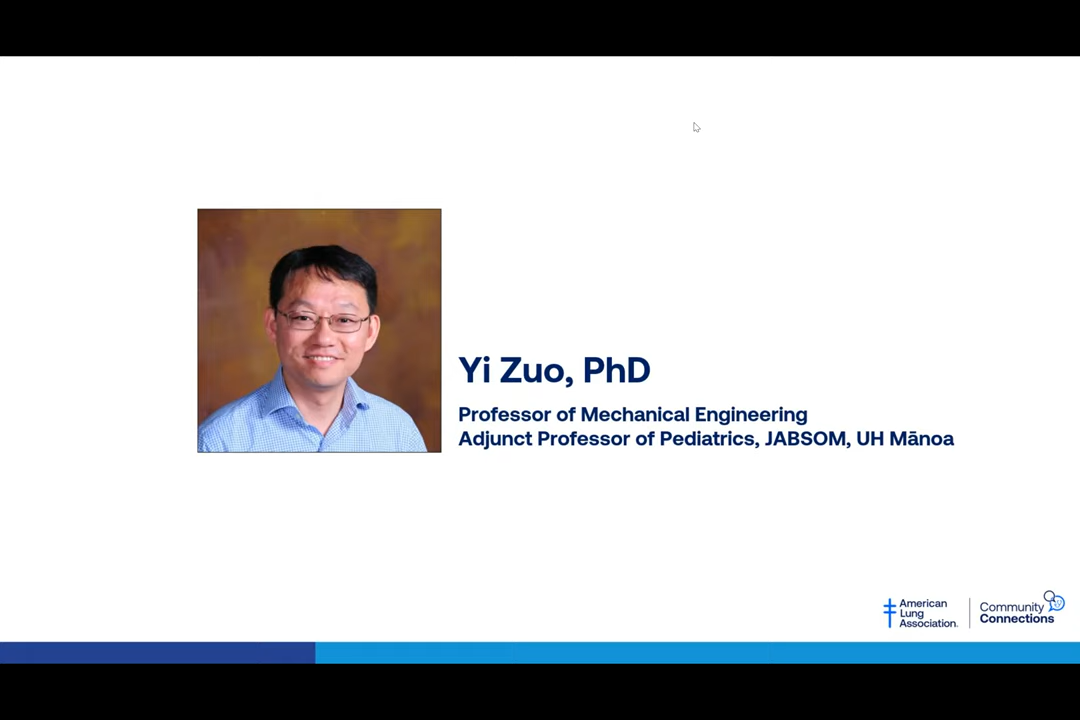 Yi Zuo, PhD
Professor of Mechanical Engineering
Adjunct Professor of Pediatrics, JABSOM, UH Mānoa
American
Lung
Association.
Community
Connections